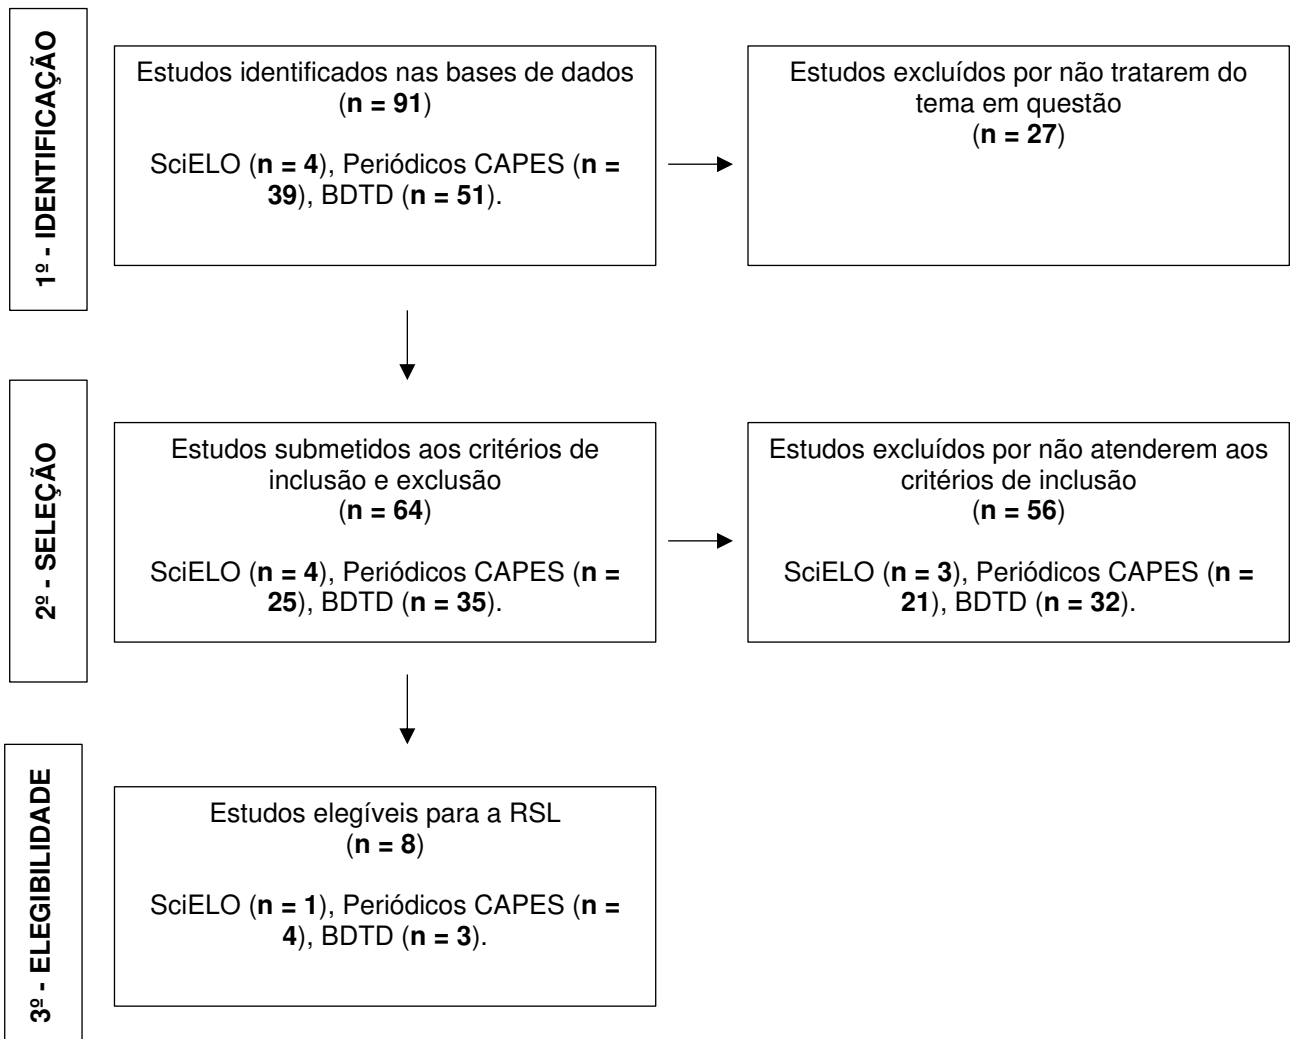 1º - IDENTIFICAÇÃO
Estudos identificados nas bases de dados
(n = 91)
SciELO (n = 4), Periódicos CAPES (n =
39), BDTD (n = 51).
Estudos excluídos por não tratarem do
tema em questão
(n = 27)
2º - SELEÇÃO
Estudos submetidos aos critérios de
inclusão e exclusão
(n = 64)
SciELO (n = 4), Periódicos CAPES (n =
25), BDTD (n = 35).
Estudos excluídos por não atenderem aos
critérios de inclusão
(n = 56)
SciELO (n = 3), Periódicos CAPES (n =
21), BDTD (n = 32).
3º - ELEGIBILIDADE
Estudos elegíveis para a RSL
(n = 8)
SciELO (n = 1), Periódicos CAPES (n =
4), BDTD (n = 3).